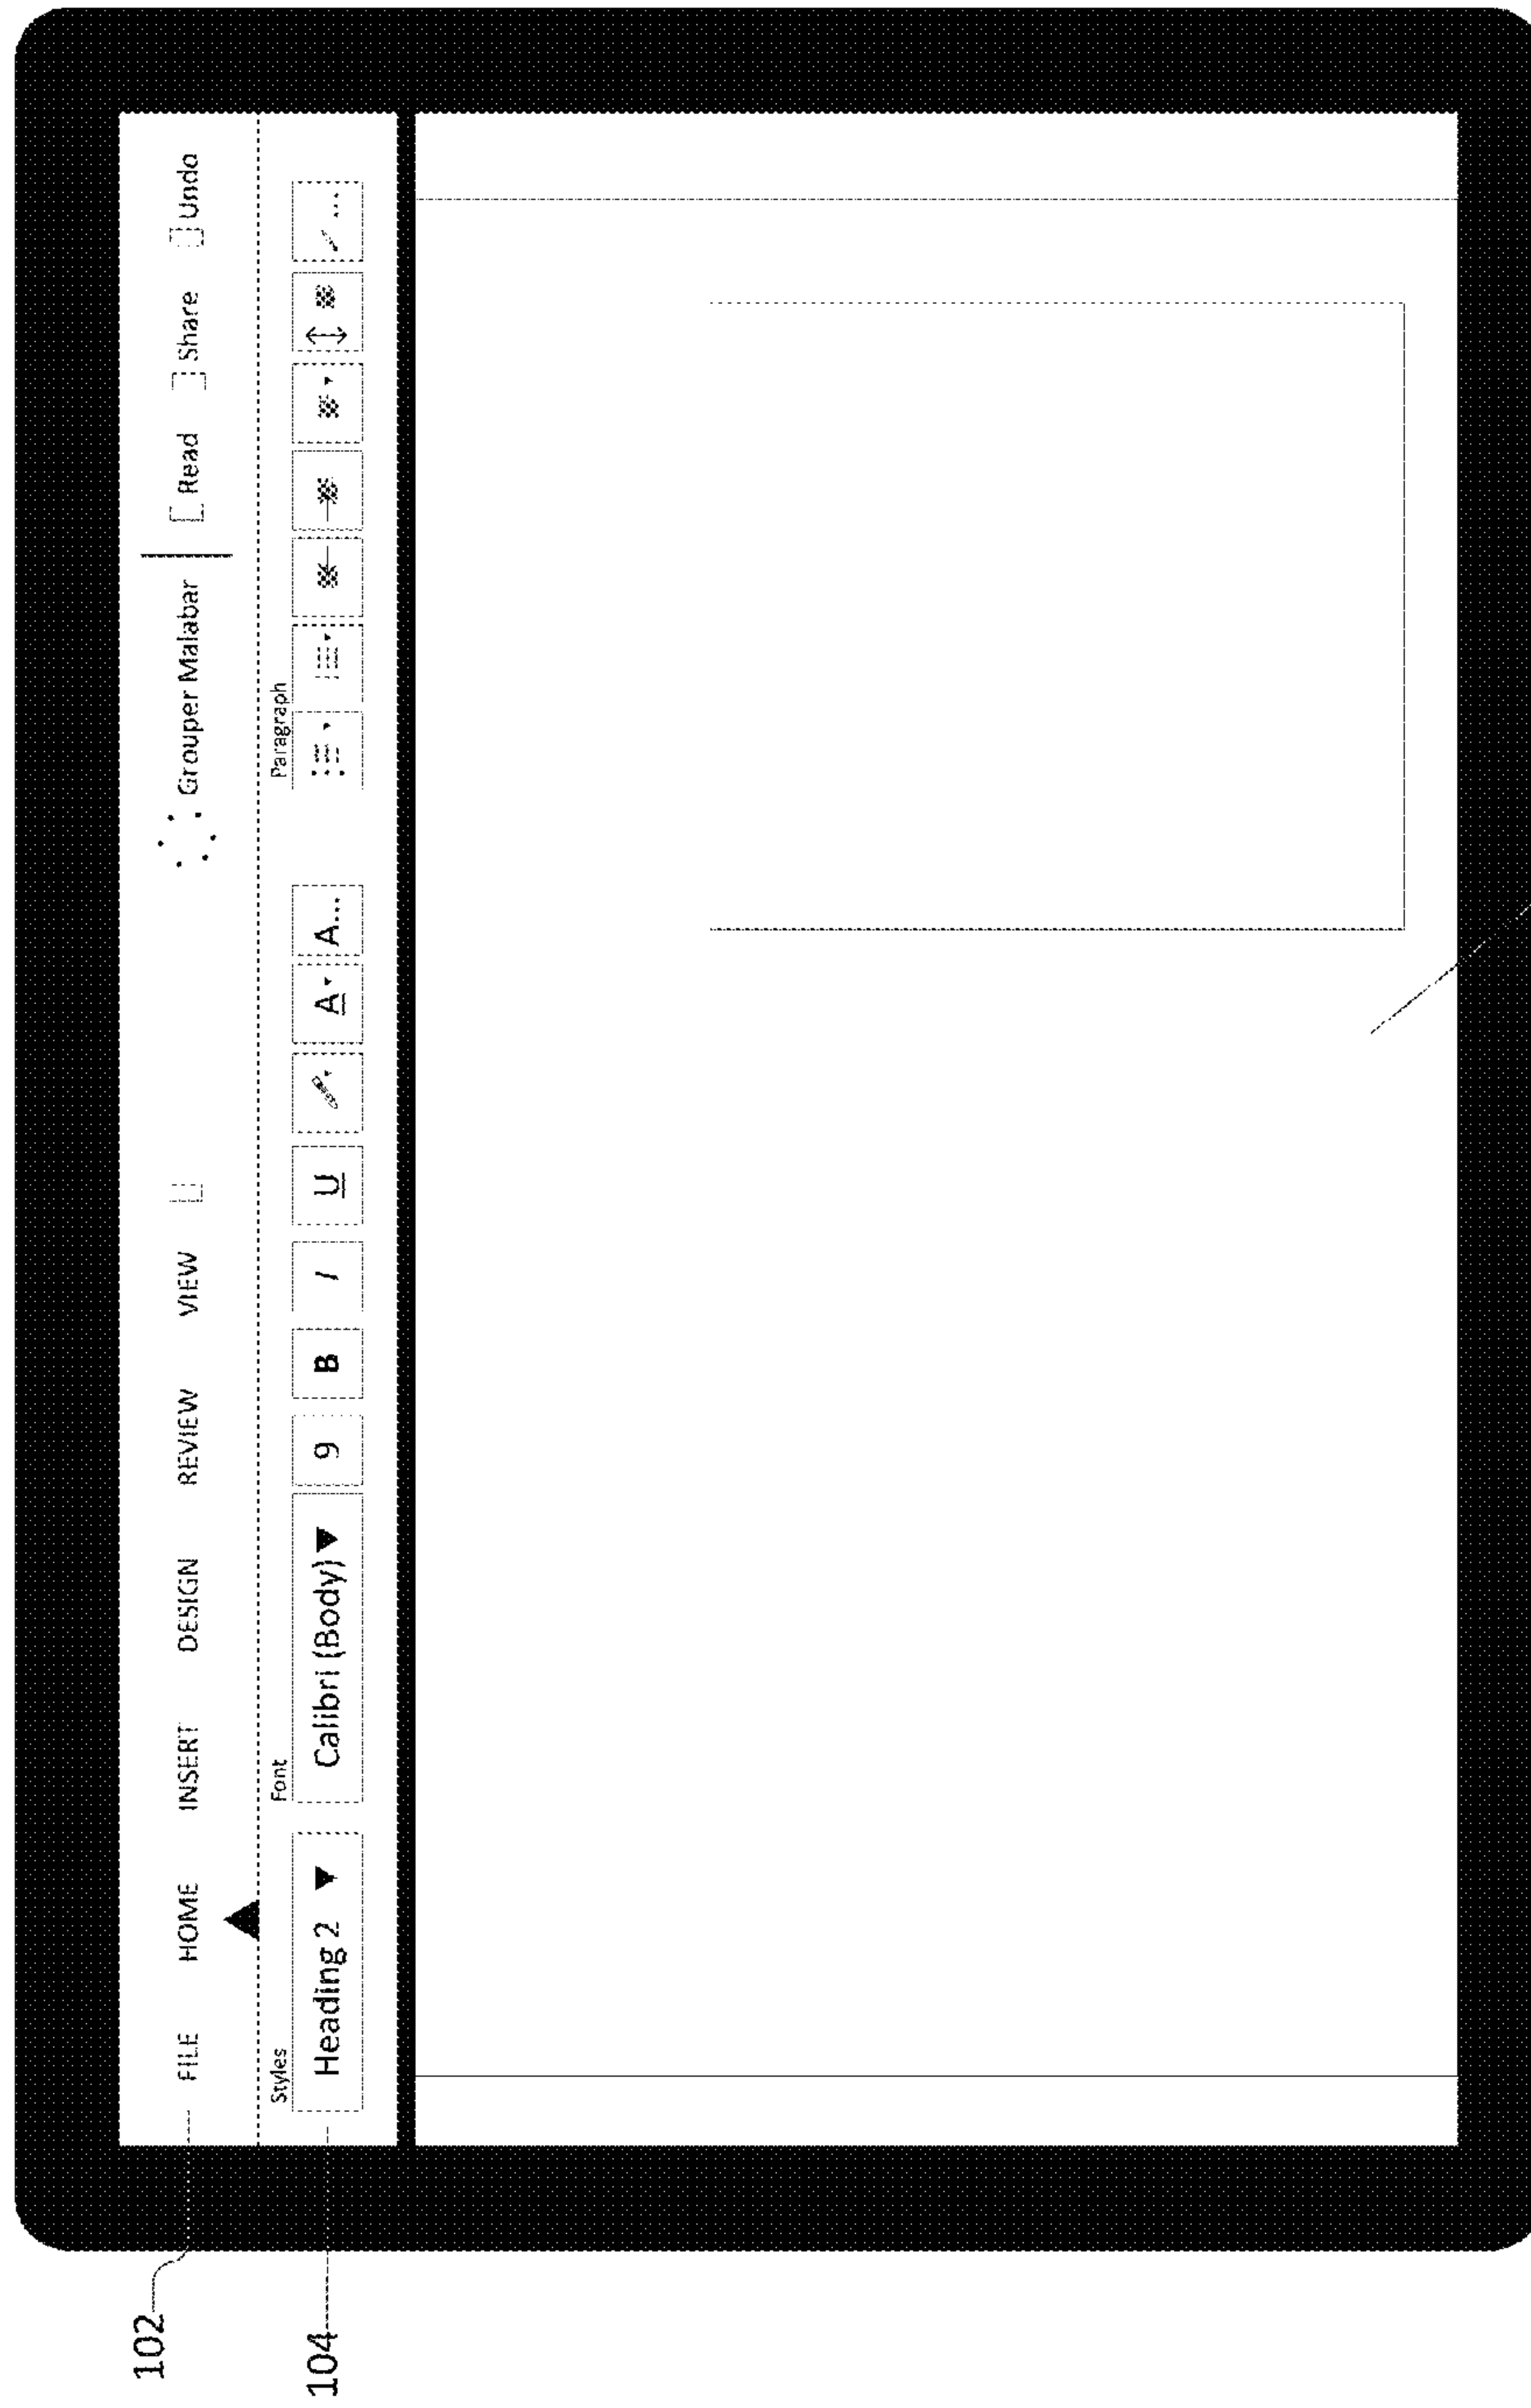 102 FILE HOME INSERT DESIGN REVIEW VIEW Grouper Malabar Read Share Undo
Styles Font Paragraph
104 Heading 2 Calibri (Body) 9 B I U A A...